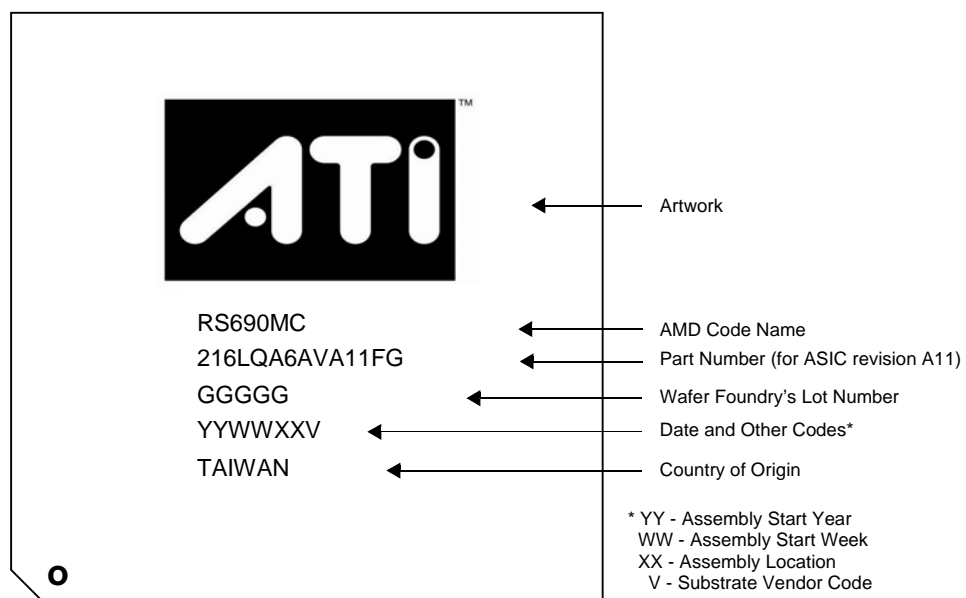 ATI
TM
Artwork
RS690MC
AMD Code Name
216LQA6AVA11FG
Part Number (for ASIC revision A11)
GGGGG
Wafer Foundry's Lot Number
YYWWXXV
Date and Other Codes*
TAIWAN
Country of Origin
* YY - Assembly Start Year
WW - Assembly Start Week
XX - Assembly Location
V - Substrate Vendor Code
O